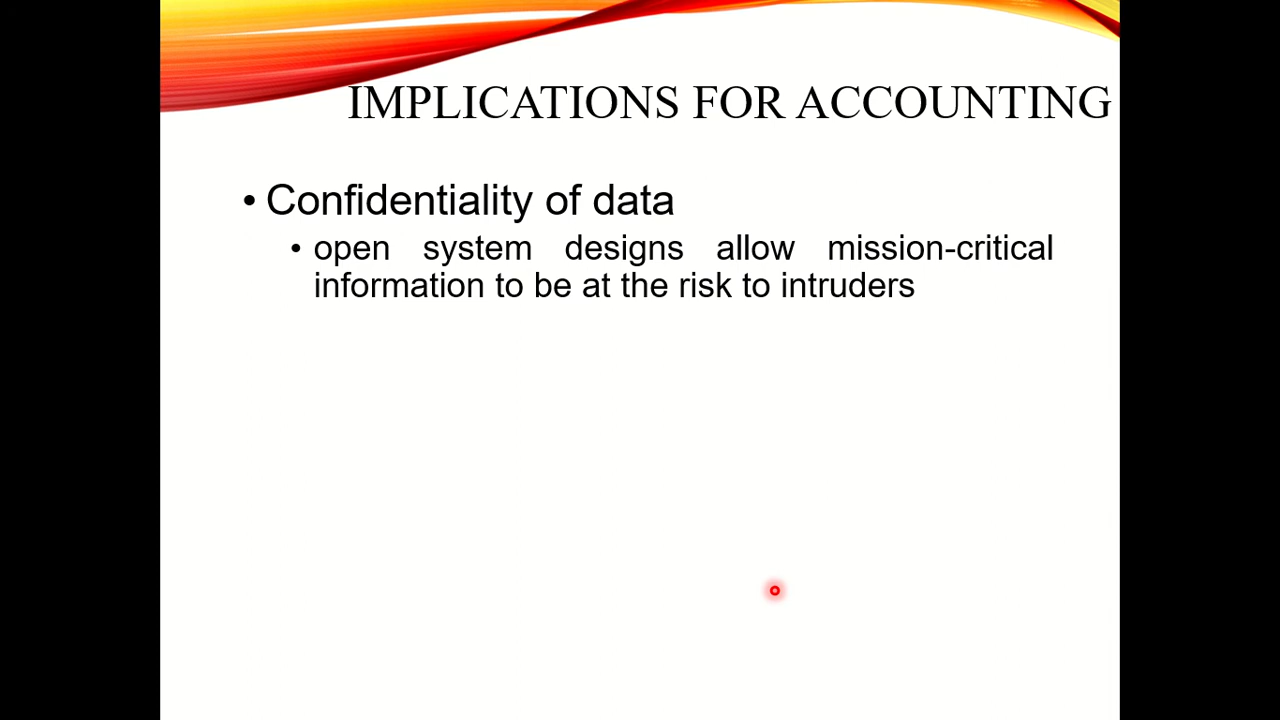 IMPLICATIONS FOR ACCOUNTING
• Confidentiality of data
• open system designs allow mission-critical
information to be at the risk to intruders